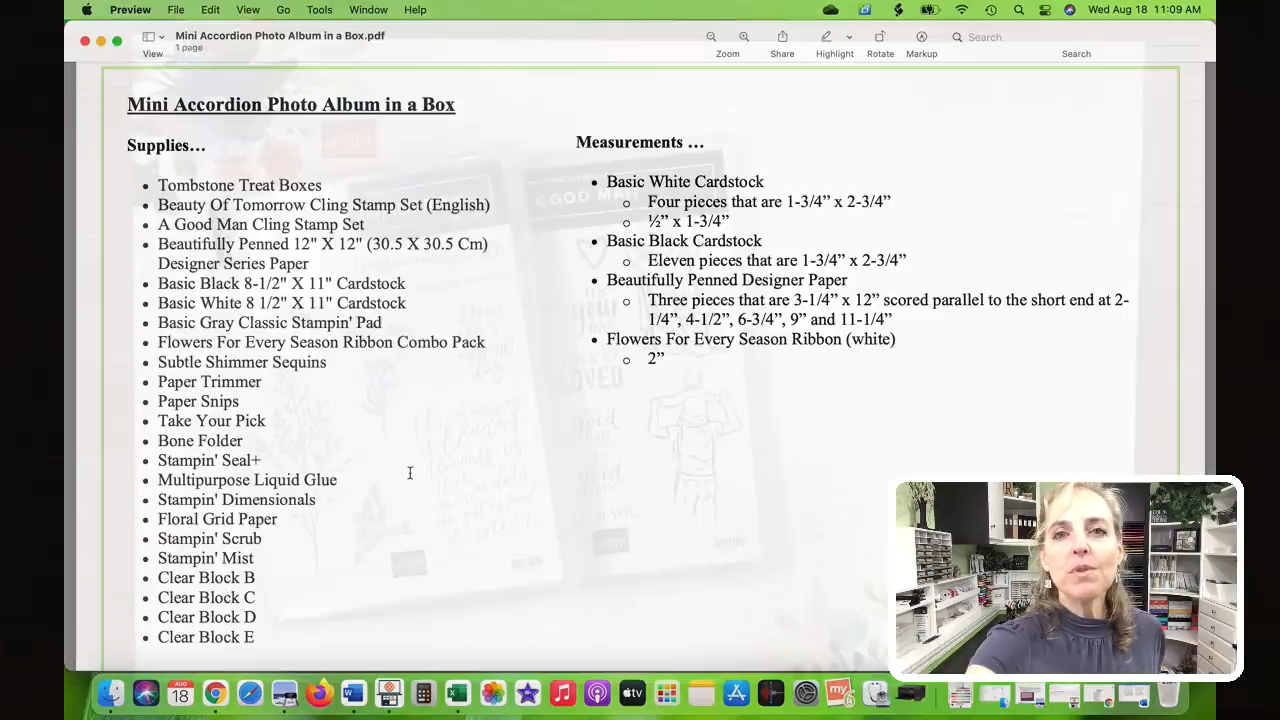 Preview File Edit View Go Tools Window Help Wed Aug 18 11:09 AM
Mini Accordion Photo Album in a Box.pdf
1 page
Search
View Zoom Share Highlight Rotate Markup Search
Mini Accordion Photo Album in a Box
Supplies…
Tombstone Treat Boxes
Beauty Of Tomorrow Cling Stamp Set (English)
A Good Man Cling Stamp Set
Beautifully Penned 12" X 12" (30.5 X 30.5 Cm)
Designer Series Paper
Basic Black 8-1/2" X 11" Cardstock
Basic White 8 1/2" X 11" Cardstock
Basic Gray Classic Stampin' Pad
Flowers For Every Season Ribbon Combo Pack
Subtle Shimmer Sequins
Paper Trimmer
Paper Snips
Take Your Pick
Bone Folder
Stampin' Seal+
Multipurpose Liquid Glue
Stampin' Dimensionals
Floral Grid Paper
Stampin' Scrub
Stampin' Mist
Clear Block B
Clear Block C
Clear Block D
Clear Block E
Measurements …
Basic White Cardstock
Four pieces that are 1-3/4” x 2-3/4”
½” x 1-3/4”
Basic Black Cardstock
Eleven pieces that are 1-3/4” x 2-3/4”
Beautifully Penned Designer Paper
Three pieces that are 3-1/4” x 12” scored parallel to the short end at 2-
1/4”, 4-1/2”, 6-3/4”, 9” and 11-1/4”
Flowers For Every Season Ribbon (white)
2”
GOOD MAN
LOVED
AUG
18
tv
my